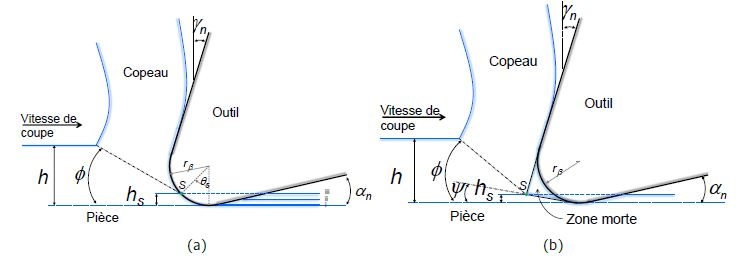 γn
Copeau
Vitesse de
coupe
Outil
h
ϕ
rβ
θs
S
hs
αn
Pièce
(a)
γn
Copeau
Vitesse de
coupe
Outil
h
ϕ
ψ
rβ
S
hs
αn
Pièce
Zone morte
(b)